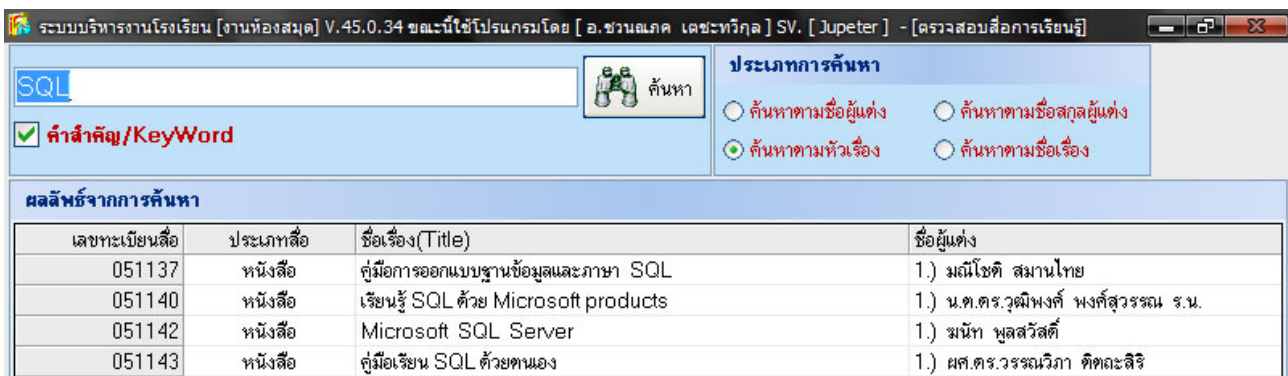 ระบบบริหารงานโรงเรียน [งานห้องสมุด] V.45.0.34 ขณะนี้ใช้โปรแกรมโดย [ อ.ชวนณภค เตชะทวีกุล ] SV. [ Jupeter ] - [ตรวจสอบสื่อการเรียนรู้]
SQL
ค้นหา
คำสำคัญ/KeyWord
ประเภทการค้นหา
ค้นหาตามชื่อผู้แต่ง ค้นหาตามชื่อสกุลผู้แต่ง
ค้นหาตามหัวเรื่อง ค้นหาตามชื่อเรื่อง
ผลลัพธ์จากการค้นหา
เลขทะเบียนสื่อ ประเภทสื่อ ชื่อเรื่อง(Title) ชื่อผู้แต่ง
051137 หนังสือ คู่มือการออกแบบฐานข้อมูลและภาษา SQL 1.) มณีโชติ สมานไทย
051140 หนังสือ เรียนรู้ SQL ด้วย Microsoft products 1.) น.ต.ดร.วุฒิพงศ์ พงศ์สุวรรณ ร.น.
051142 หนังสือ Microsoft SQL Server 1.) ฆนัท พูลสวัสดิ์
051143 หนังสือ คู่มือเรียน SQL ด้วยตนเอง 1.) ผศ.ดร.วรรณวิภา ติตถะสิริ